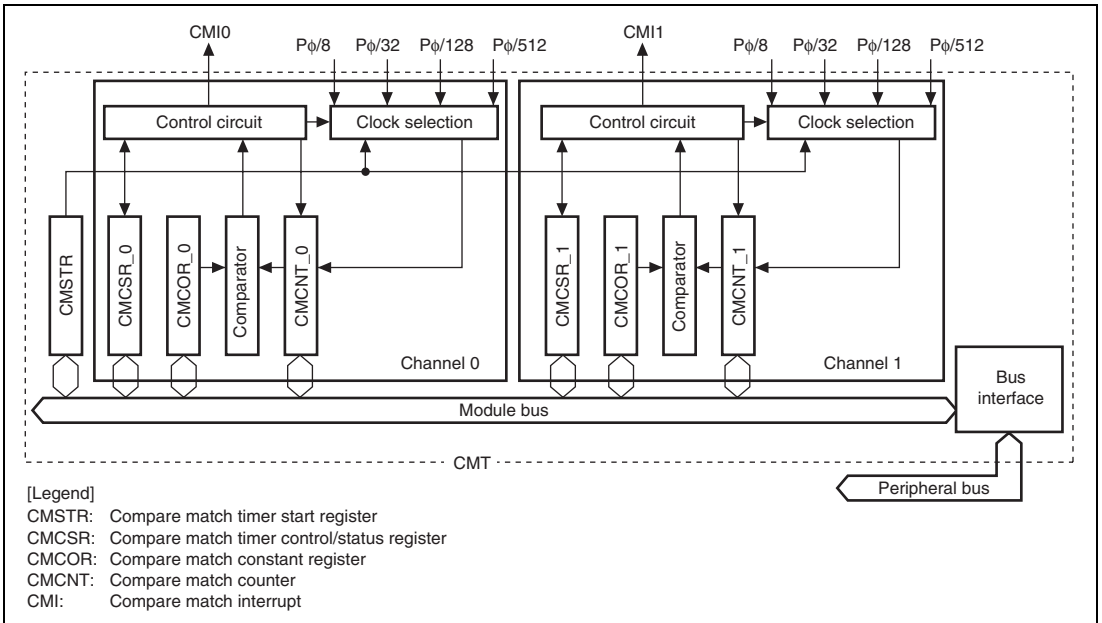 CMI0 Pφ/8 Pφ/32 Pφ/128 Pφ/512 CMI1 Pφ/8 Pφ/32 Pφ/128 Pφ/512
Control circuit Clock selection Control circuit Clock selection
CMSTR CMCSR_0 CMCOR_0 Comparator CMCNT_0 CMCSR_1 CMCOR_1 Comparator CMCNT_1
Channel 0 Channel 1
Bus
interface
Module bus
CMT
Peripheral bus
[Legend]
CMSTR: Compare match timer start register
CMCSR: Compare match timer control/status register
CMCOR: Compare match constant register
CMCNT: Compare match counter
CMI: Compare match interrupt